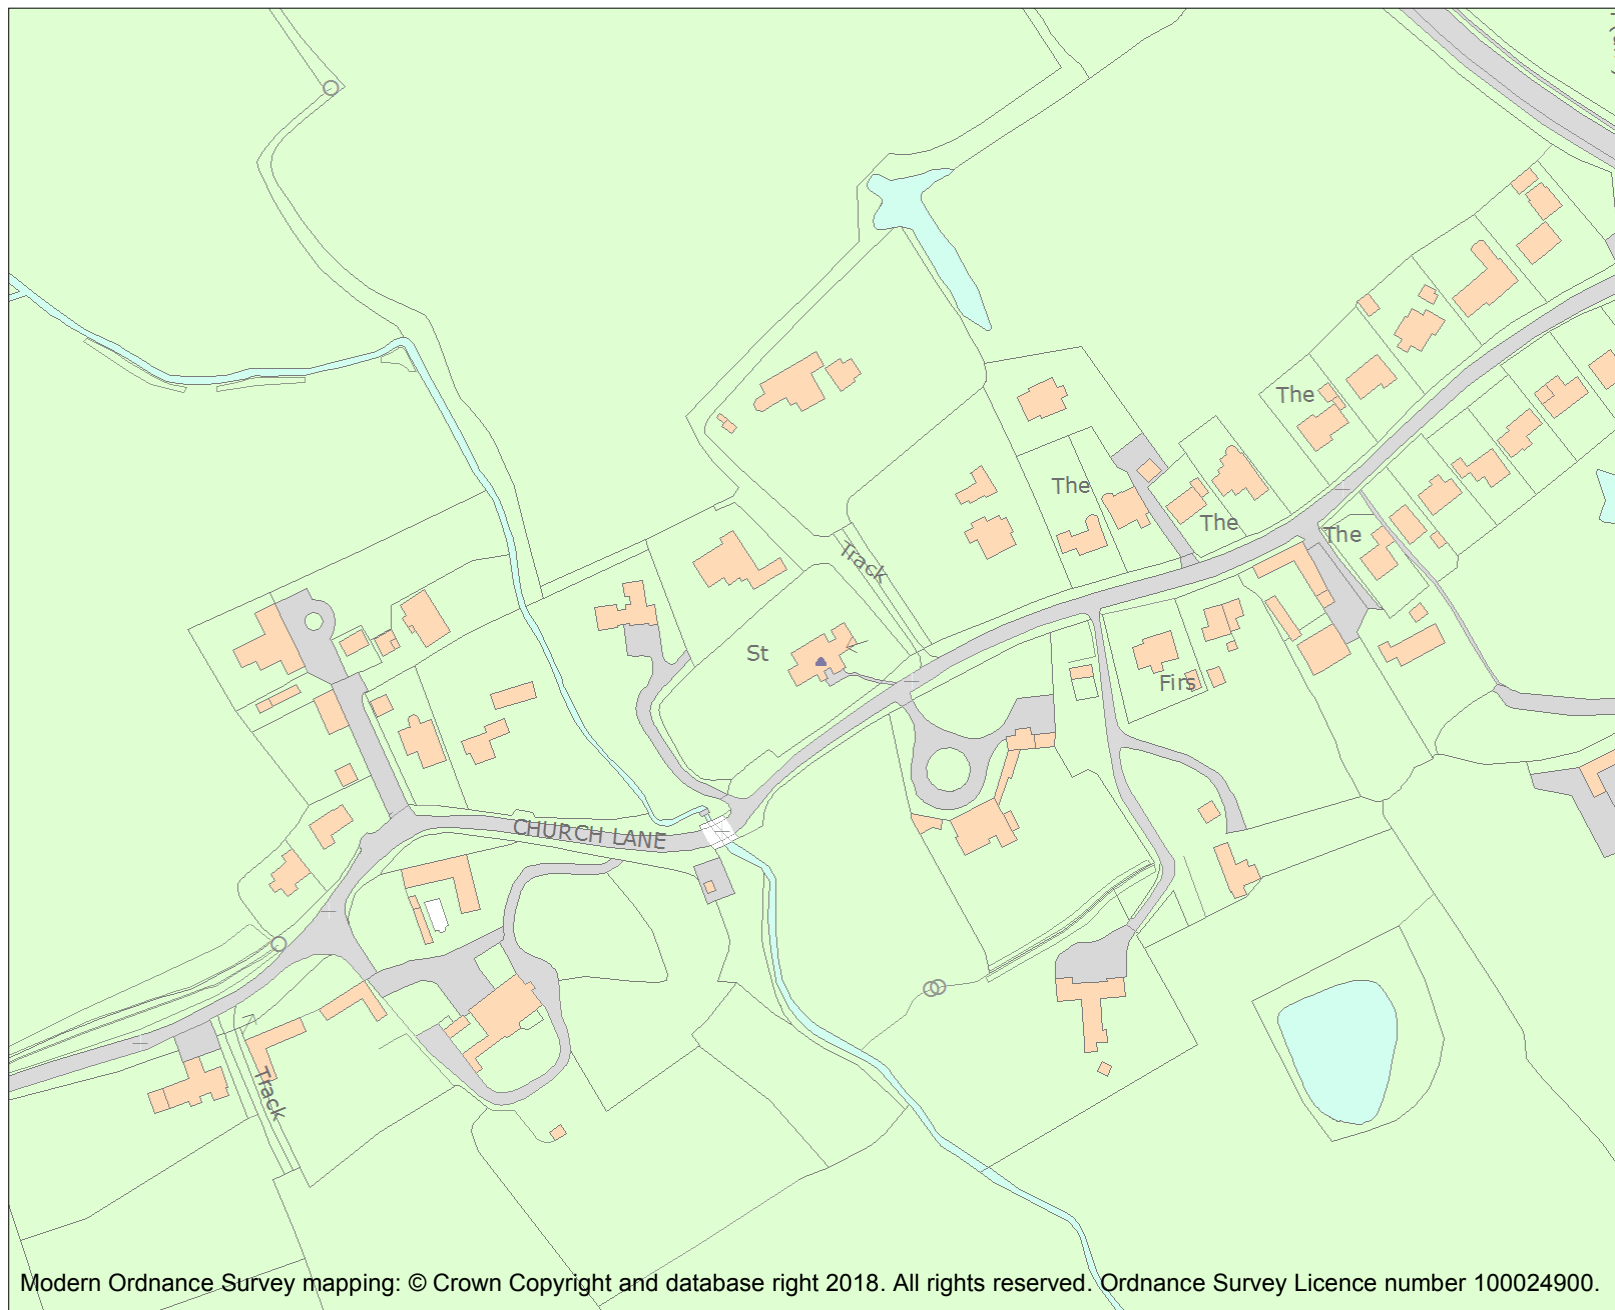 The
The
The
The
Track
St
Firs
CHURCH LANE
Track
Modern Ordnance Survey mapping: © Crown Copyright and database right 2018. All rights reserved. Ordnance Survey Licence number 100024900.